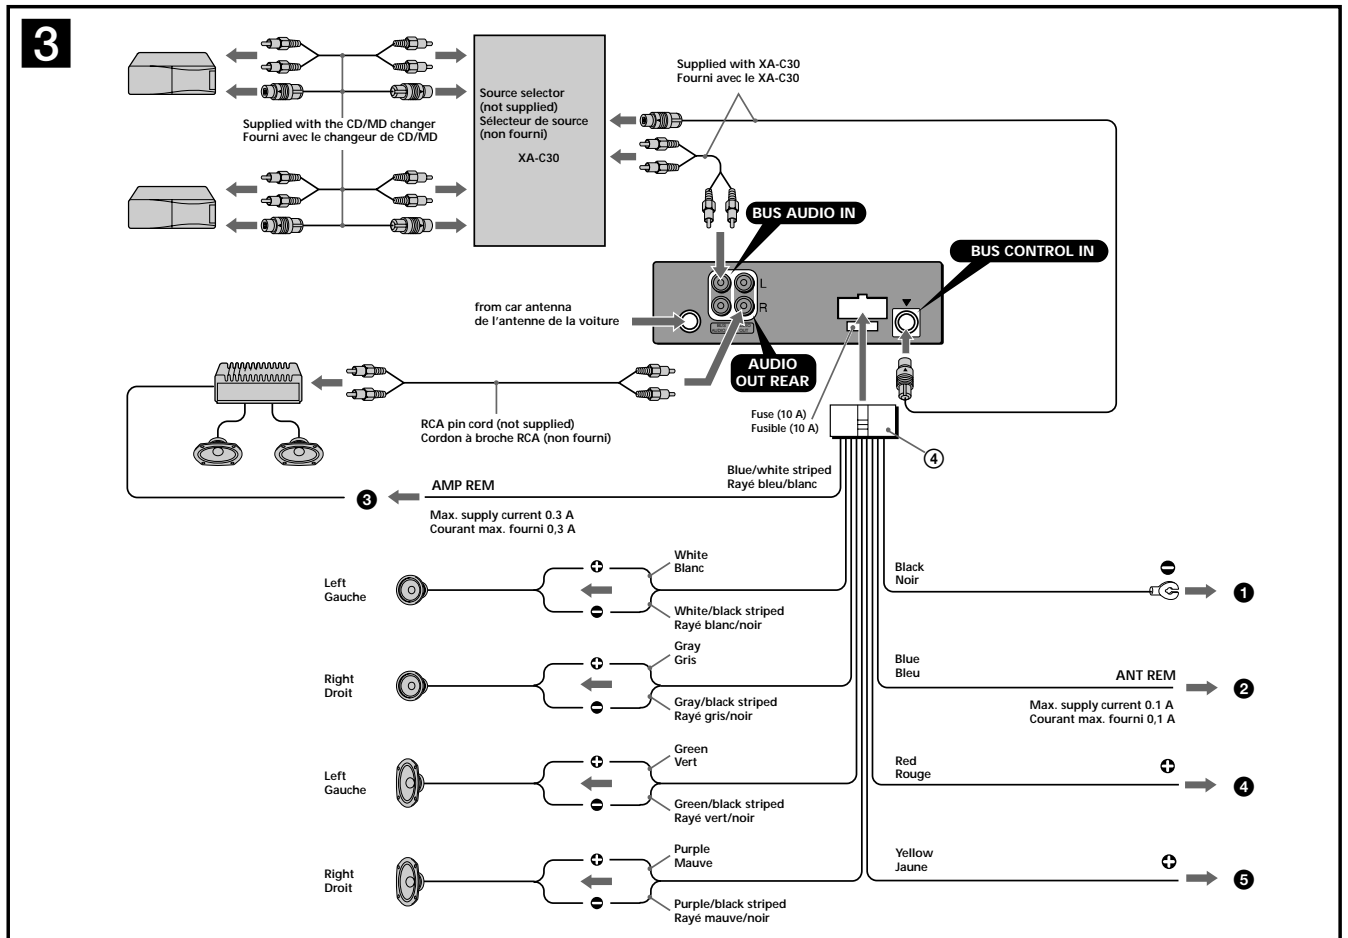 3
Supplied with XA-C30
Fourni avec le XA-C30
Source selector
(not supplied)
Sélecteur de source
(non fourni)
XA-C30
Supplied with the CD/MD changer
Fourni avec le changeur de CD/MD
BUS AUDIO IN
BUS CONTROL IN
L
R
from car antenna
de l'antenne de la voiture
AUDIO
OUT REAR
Fuse (10 A)
Fusible (10 A)
RCA pin cord (not supplied)
Cordon à broche RCA (non fourni)
4
Blue/white striped
Rayé bleu/blanc
3
AMP REM
Max. supply current 0.3 A
Courant max. fourni 0,3 A
White
Blanc
Left
Gauche
White/black striped
Rayé blanc/noir
Black
Noir
1
Gray
Gris
Right
Droit
Gray/black striped
Rayé gris/noir
Blue
Bleu
ANT REM
2
Max. supply current 0.1 A
Courant max. fourni 0,1 A
Green
Vert
Left
Gauche
Green/black striped
Rayé vert/noir
Red
Rouge
4
Purple
Mauve
Right
Droit
Purple/black striped
Rayé mauve/noir
Yellow
Jaune
5